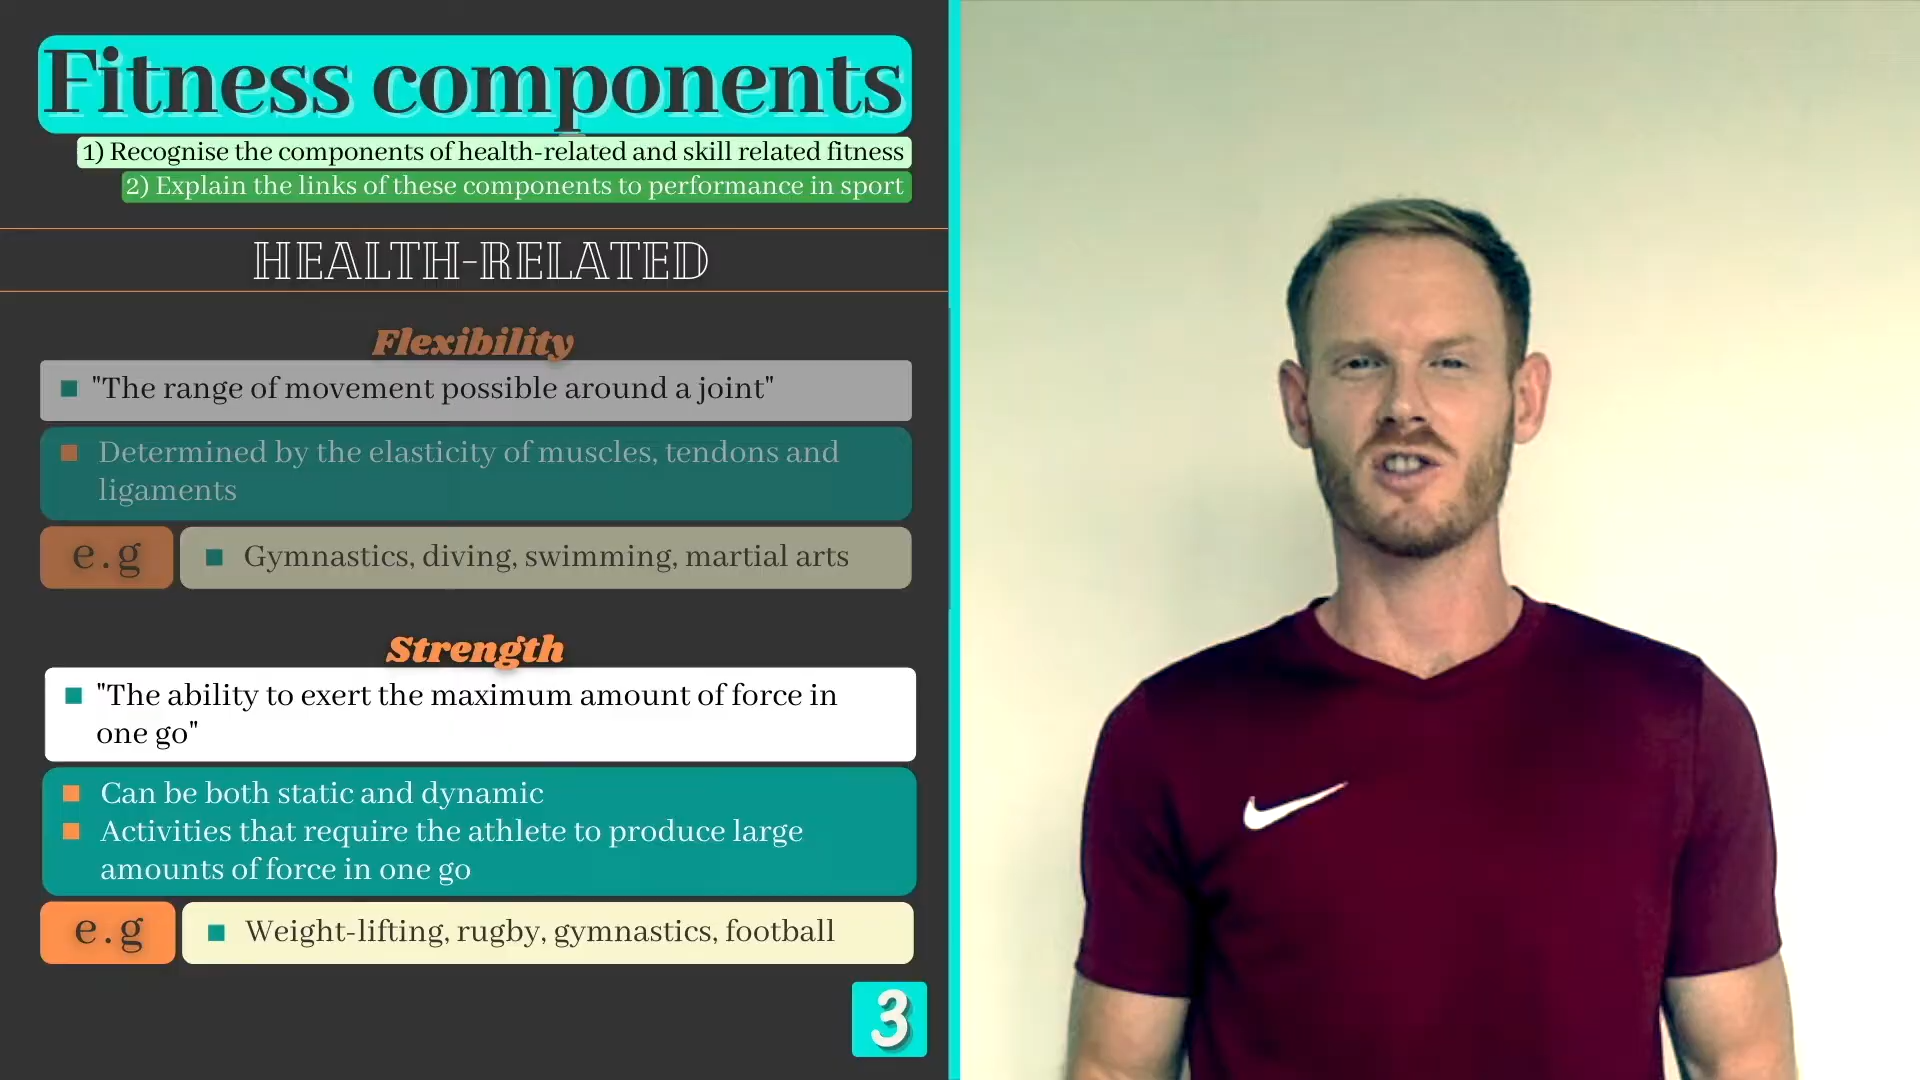 Fitness components
1) Recognise the components of health-related and skill related fitness
2) Explain the links of these components to performance in sport
HEALTH-RELATED
Flexibility
"The range of movement possible around a joint"
Determined by the elasticity of muscles, tendons and
ligaments
e.g
Gymnastics, diving, swimming, martial arts
Strength
"The ability to exert the maximum amount of force in
one go"
Can be both static and dynamic
Activities that require the athlete to produce large
amounts of force in one go
e.g
Weight-lifting, rugby, gymnastics, football
3